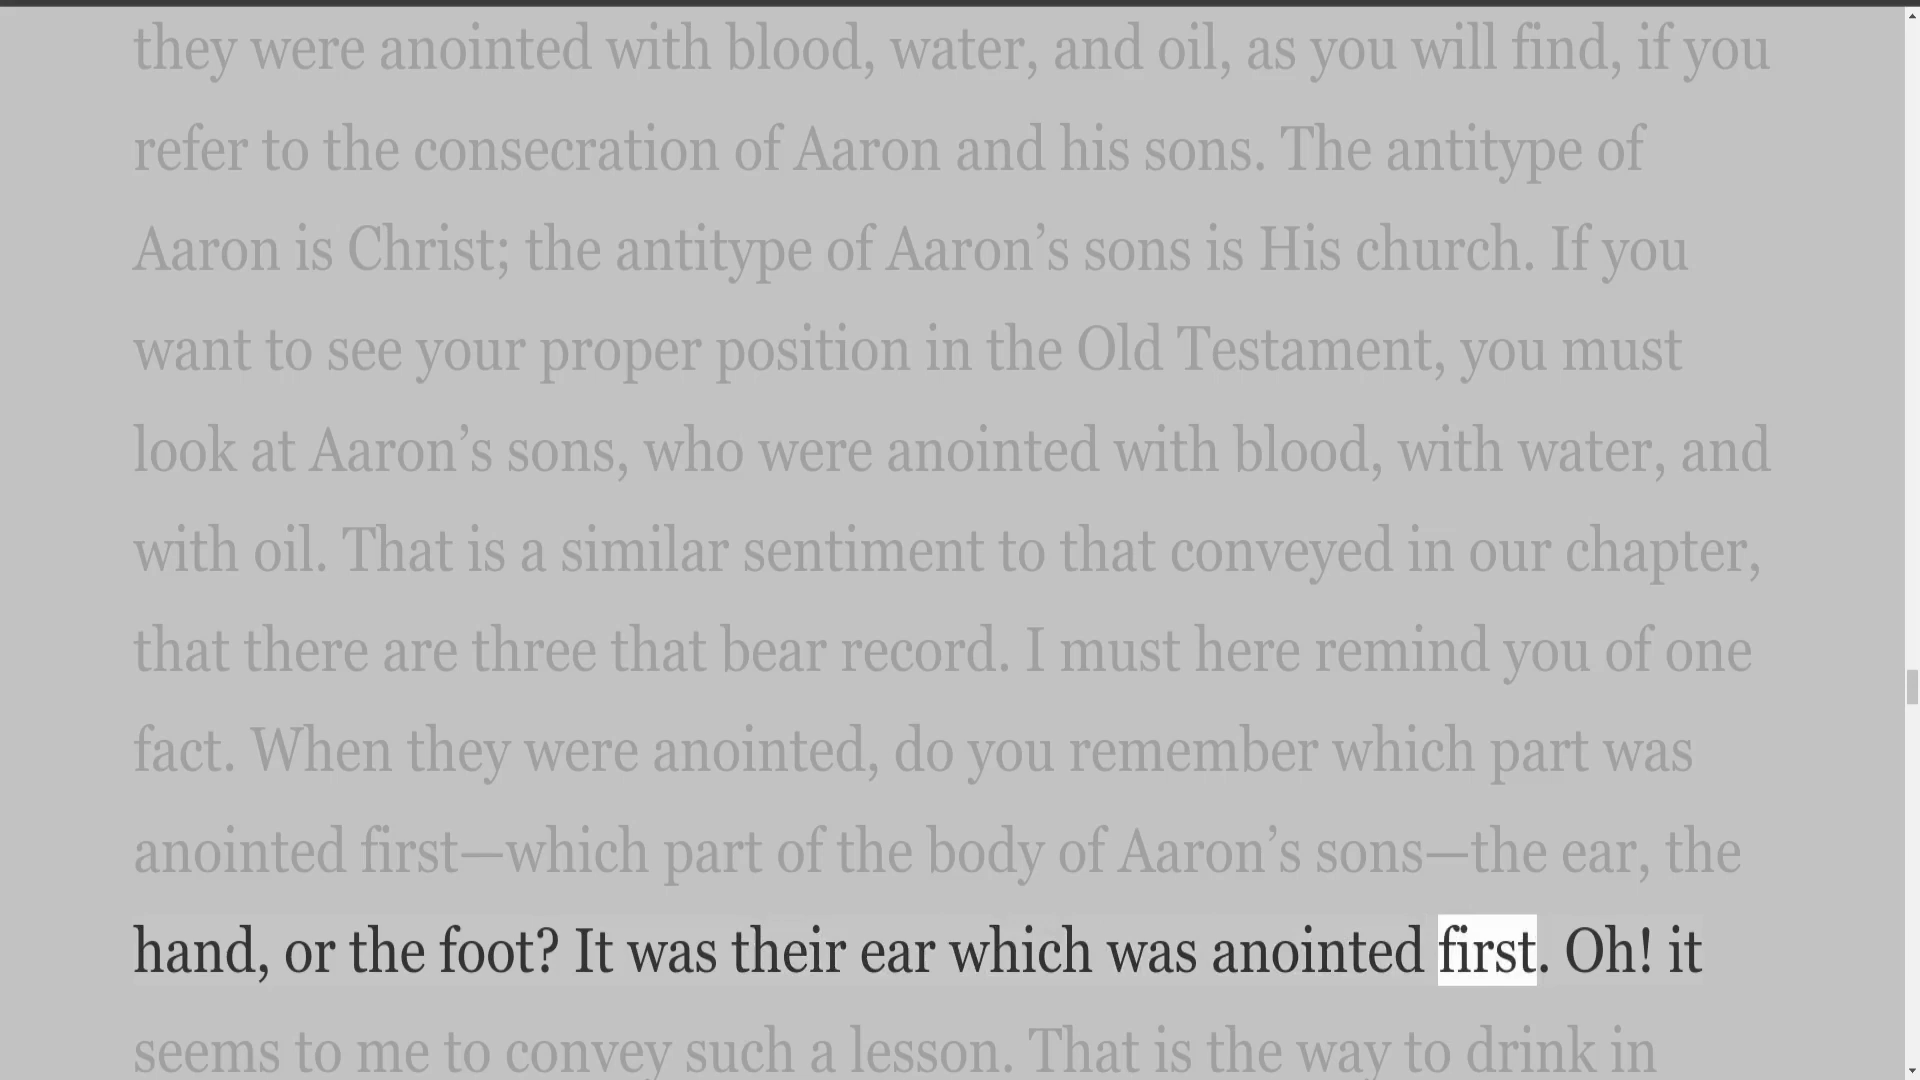 they were anointed with blood, water, and oil, as you will find, if you
refer to the consecration of Aaron and his sons. The antitype of
Aaron is Christ; the antitype of Aaron’s sons is His church. If you
want to see your proper position in the Old Testament, you must
look at Aaron’s sons, who were anointed with blood, with water, and
with oil. That is a similar sentiment to that conveyed in our chapter,
that there are three that bear record. I must here remind you of one
fact. When they were anointed, do you remember which part was
anointed first—which part of the body of Aaron’s sons—the ear, the
hand, or the foot? It was their ear which was anointed first. Oh! it
seems to me to convey such a lesson. That is the way to drink in